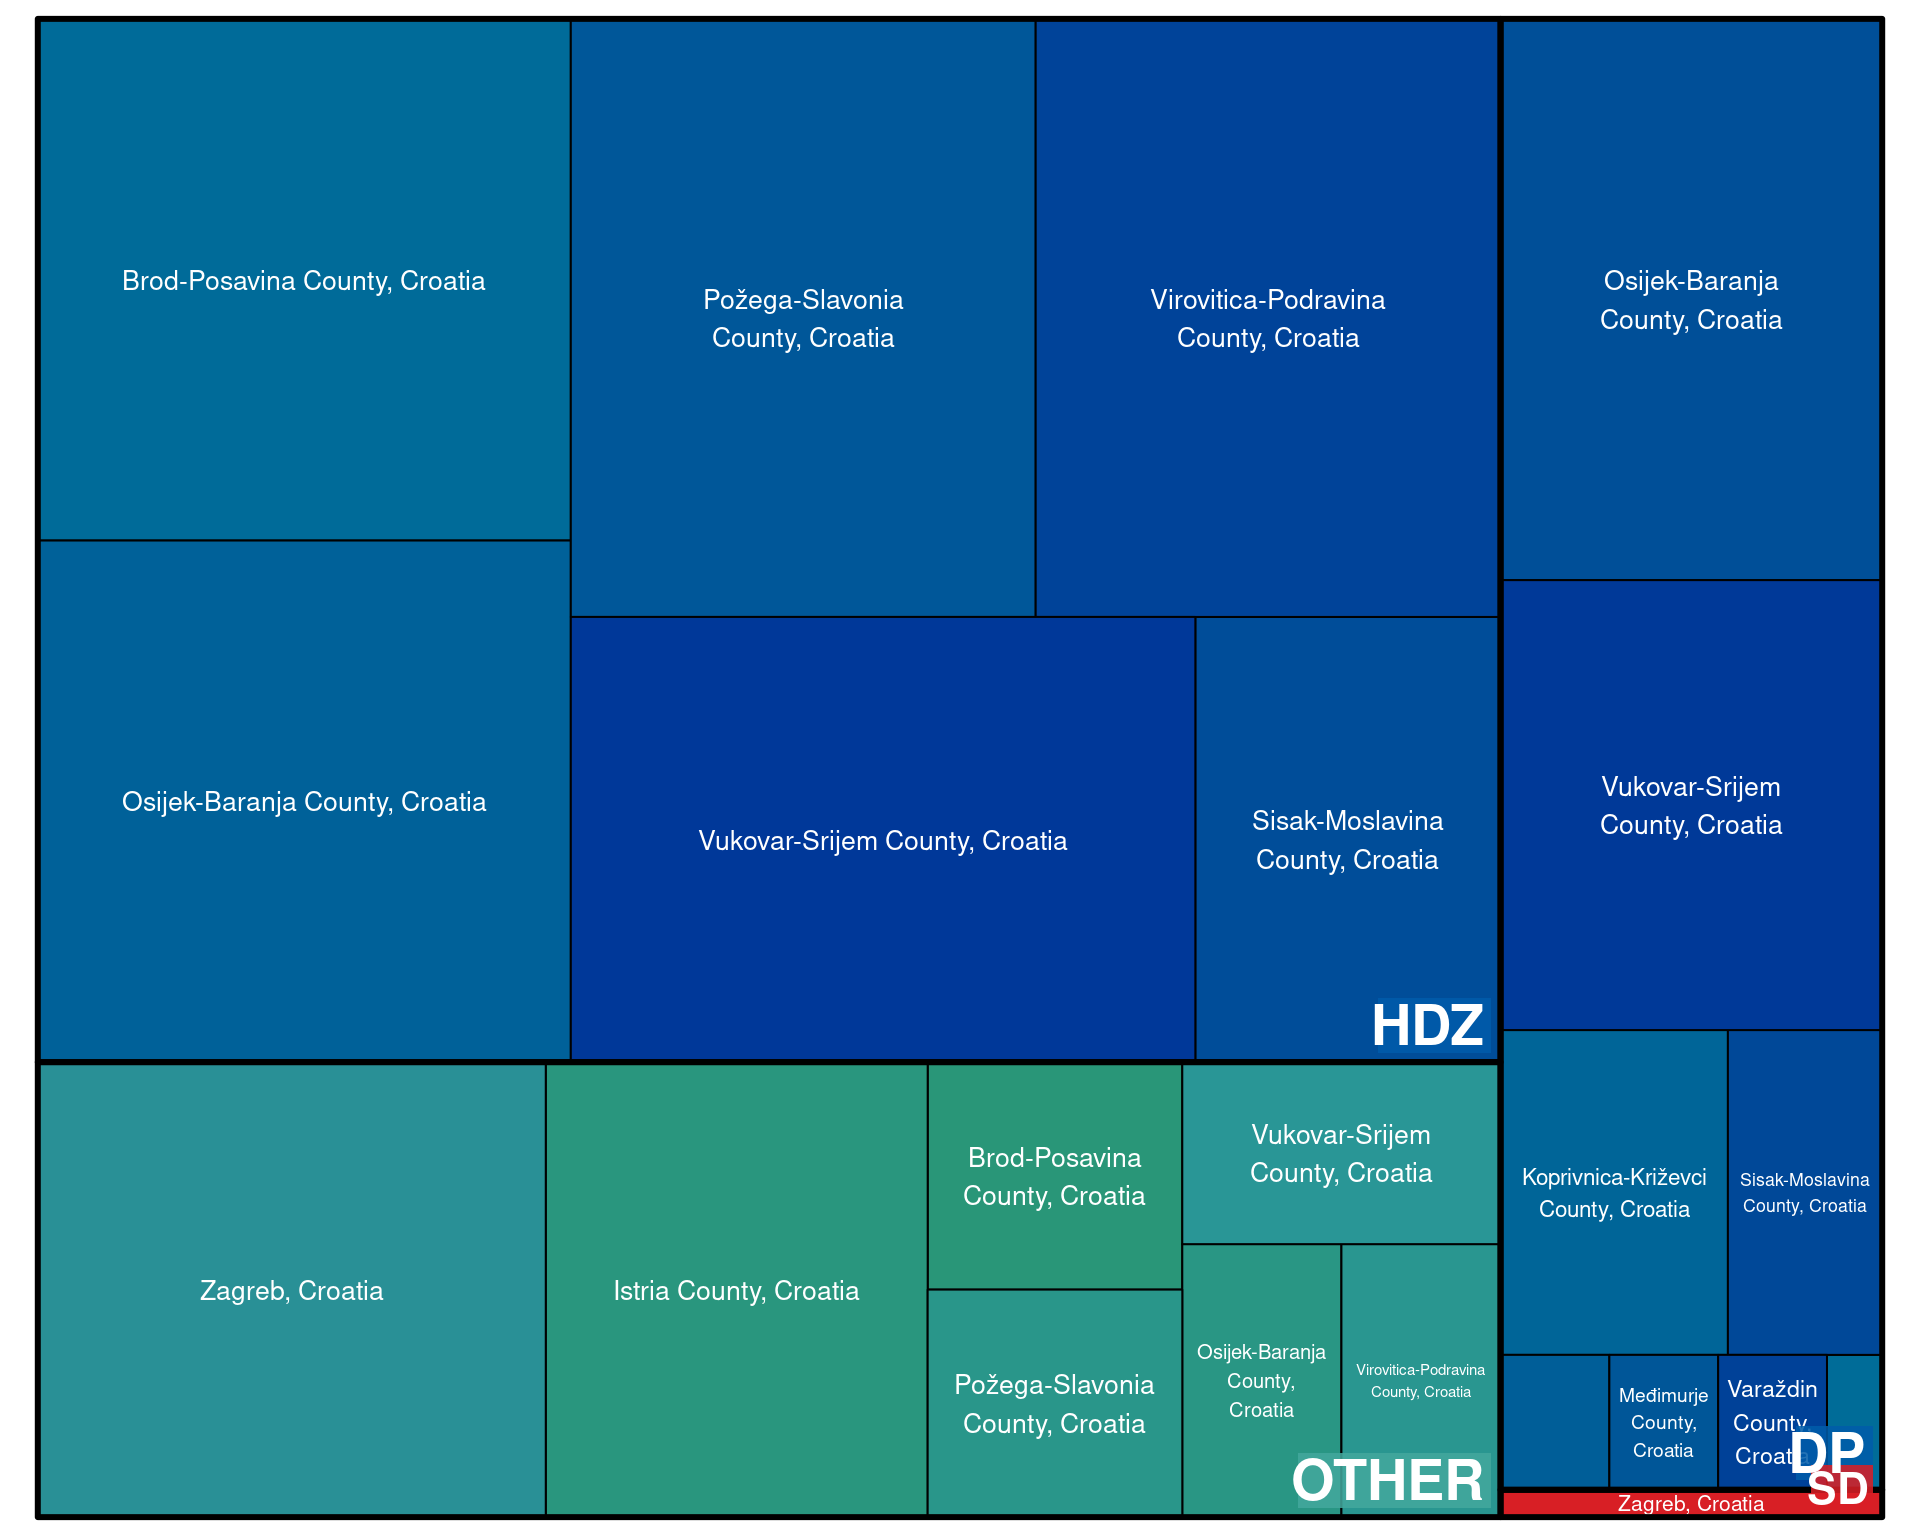 Brod-Posavina County, Croatia
Požega-Slavonia
County, Croatia
Virovitica-Podravina
County, Croatia
Osijek-Baranja County, Croatia
Vukovar-Srijem County, Croatia
Sisak-Moslavina
County, Croatia
HDZ
Osijek-Baranja
County, Croatia
Vukovar-Srijem
County, Croatia
Koprivnica-Križevci
County, Croatia
Sisak-Moslavina
County, Croatia
Međimurje
County,
Croatia
Varaždin
County,
Croatia
DP
SD
Zagreb, Croatia
Zagreb, Croatia
Istria County, Croatia
Brod-Posavina
County, Croatia
Požega-Slavonia
County, Croatia
Vukovar-Srijem
County, Croatia
Osijek-Baranja
County,
Croatia
Virovitica-Podravina
County, Croatia
OTHER